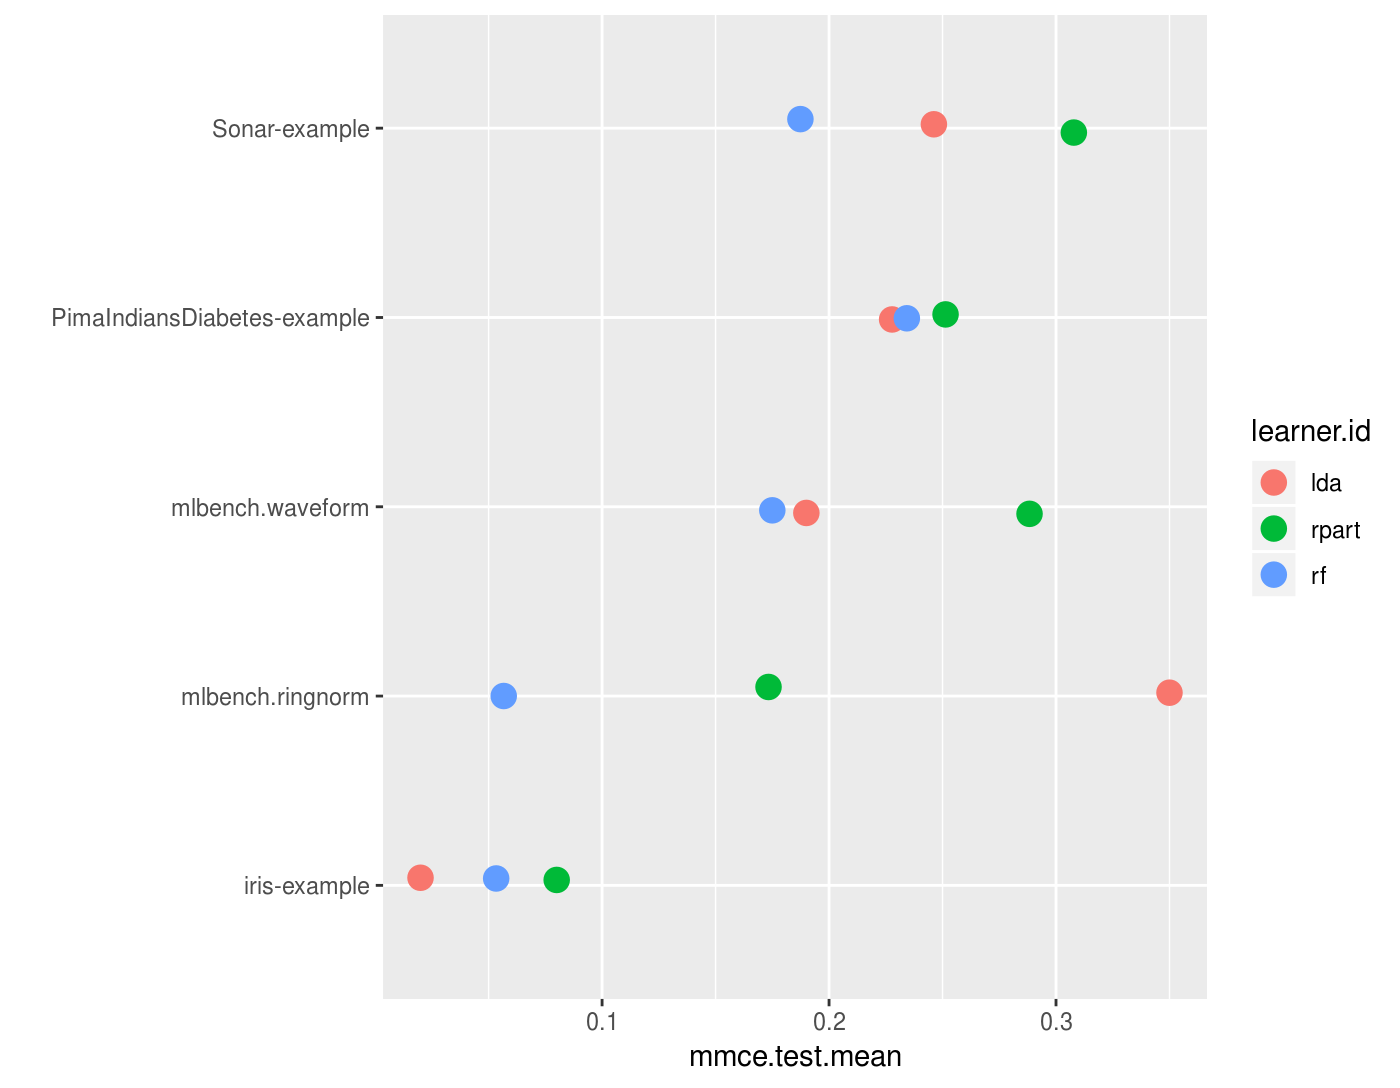 Sonar-example
PimaIndiansDiabetes-example
mlbench.waveform
mlbench.ringnorm
iris-example
0.1 0.2 0.3
mmce.test.mean
learner.id
lda
rpart
rf